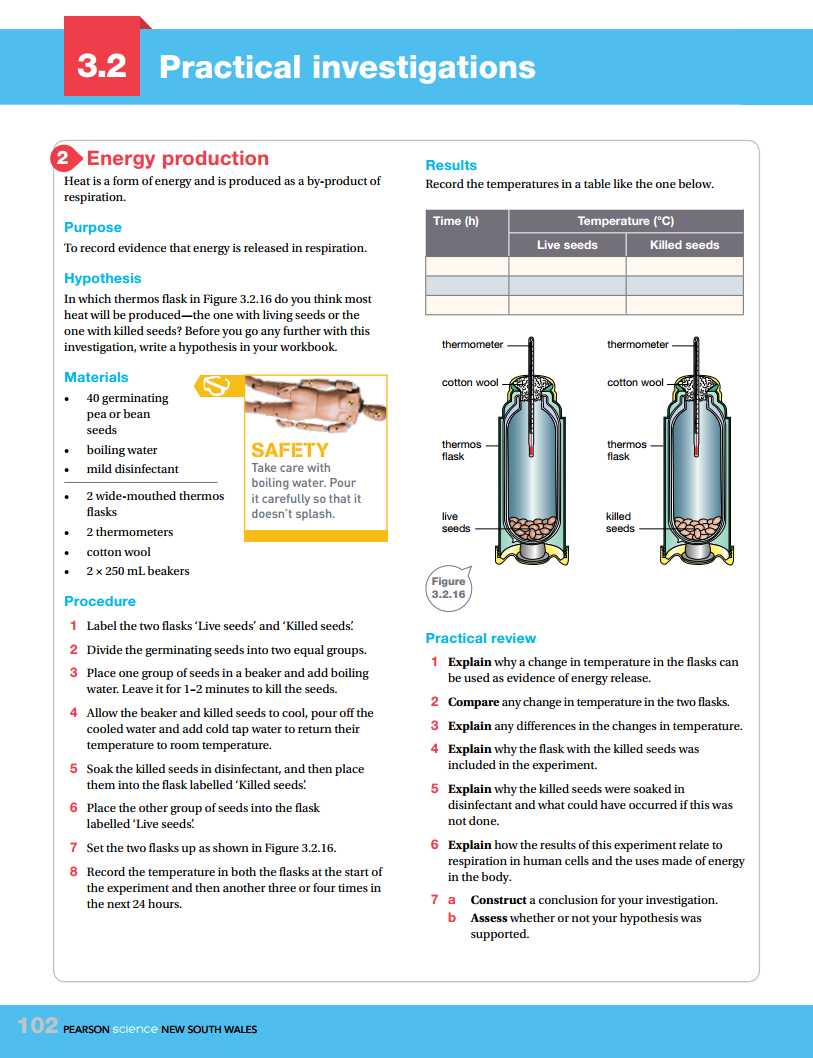 3.2
Practical investigations
2
Energy production
Heat is a form of energy and is produced as a by-product of
respiration.
Purpose
To record evidence that energy is released in respiration.
Hypothesis
In which thermos flask in Figure 3.2.16 do you think most
heat will be produced—the one with living seeds or the
one with killed seeds? Before you go any further with this
investigation, write a hypothesis in your workbook.
Materials
• 40 germinating
pea or bean
seeds
• boiling water
• mild disinfectant
• 2 wide-mouthed thermos
flasks
• 2 thermometers
• cotton wool
• 2 × 250 mL beakers
SAFETY
Take care with
boiling water. Pour
it carefully so that it
doesn't splash.
Procedure
1 Label the two flasks ‘Live seeds’ and ‘Killed seeds’.
2 Divide the germinating seeds into two equal groups.
3 Place one group of seeds in a beaker and add boiling
water. Leave it for 1–2 minutes to kill the seeds.
4 Allow the beaker and killed seeds to cool, pour off the
cooled water and add cold tap water to return their
temperature to room temperature.
5 Soak the killed seeds in disinfectant, and then place
them into the flask labelled ‘Killed seeds’.
6 Place the other group of seeds into the flask
labelled ‘Live seeds’.
7 Set the two flasks up as shown in Figure 3.2.16.
8 Record the temperature in both the flasks at the start of
the experiment and then another three or four times in
the next 24 hours.
Results
Record the temperatures in a table like the one below.
Time (h) Temperature (°C)
Live seeds Killed seeds
thermometer
cotton wool
thermos
flask
live
seeds
thermometer
cotton wool
thermos
flask
killed
seeds
Figure
3.2.16
Practical review
1 Explain why a change in temperature in the flasks can
be used as evidence of energy release.
2 Compare any change in temperature in the two flasks.
3 Explain any differences in the changes in temperature.
4 Explain why the flask with the killed seeds was
included in the experiment.
5 Explain why the killed seeds were soaked in
disinfectant and what could have occurred if this was
not done.
6 Explain how the results of this experiment relate to
respiration in human cells and the uses made of energy
in the body.
7 a Construct a conclusion for your investigation.
b Assess whether or not your hypothesis was
supported.
102 PEARSON science NEW SOUTH WALES